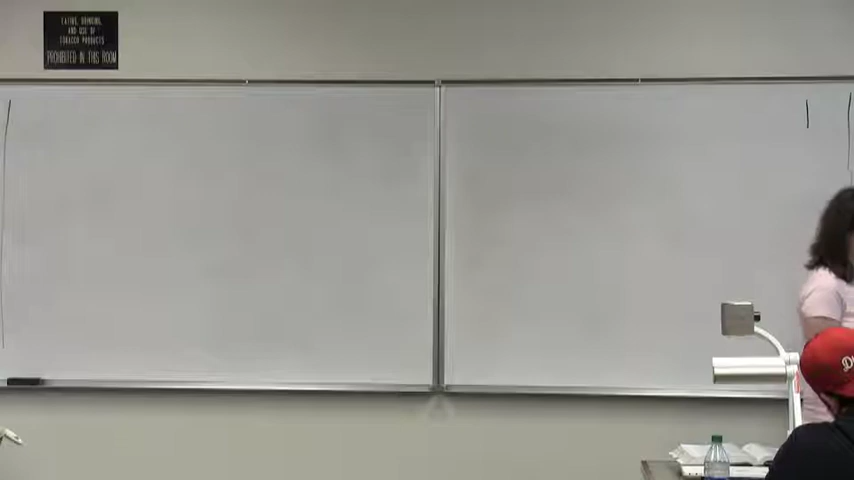 EATING, DRINKING,
AND USE OF
TOBACCO PRODUCTS
PROHIBITED IN THIS ROOM